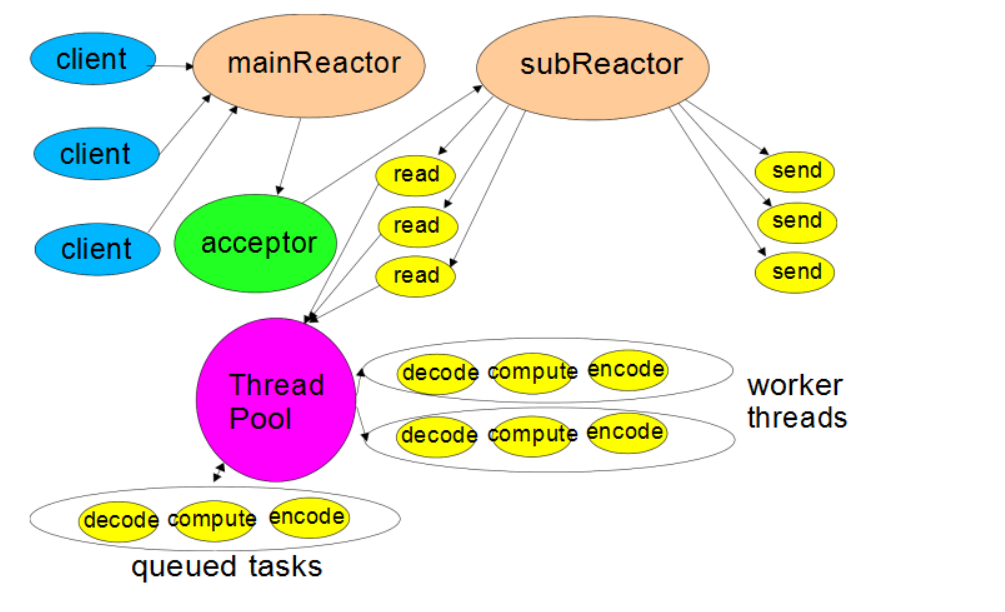 client
mainReactor
subReactor
client
read
send
client
acceptor
read
send
read
send
Thread
Pool
decode compute encode
worker
threads
decode compute encode
decode compute encode
queued tasks